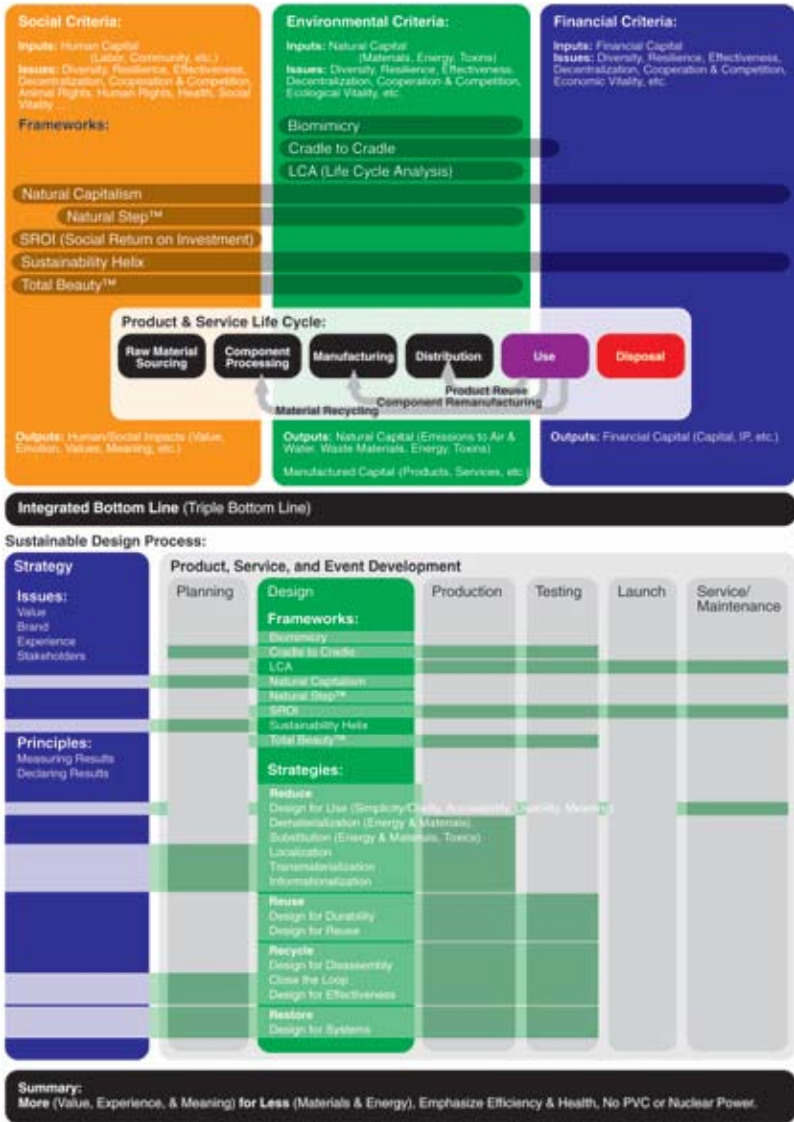 Social Criteria:
Inputs: Human Capital
(Labor, Community, etc.)
Issues: Diversity, Resilience, Effectiveness,
Decentralization, Cooperation & Competition,
Animal Rights, Human Rights, Health, Social
Vitality ...
Frameworks:
Environmental Criteria:
Inputs: Natural Capital
(Materials, Energy, Toxins)
Issues: Diversity, Resilience, Effectiveness,
Decentralization, Cooperation & Competition,
Ecological Vitality, etc.
Financial Criteria:
Inputs: Financial Capital
Issues: Diversity, Resilience, Effectiveness,
Decentralization, Cooperation & Competition,
Economic Vitality, etc.
Biomimicry
Cradle to Cradle
LCA (Life Cycle Analysis)
Natural Capitalism
Natural Step™
SROI (Social Return on Investment)
Sustainability Helix
Total Beauty™
Product & Service Life Cycle:
Raw Material
Sourcing
Component
Processing
Manufacturing
Distribution
Use
Disposal
Product Reuse
Component Remanufacturing
Material Recycling
Outputs: Human/Social Impacts (Value,
Emotion, Values, Meaning, etc.)
Outputs: Natural Capital (Emissions to Air &
Water, Waste Materials, Energy, Toxins)
Manufactured Capital (Products, Services, etc.)
Outputs: Financial Capital (Capital, IP, etc.)
Integrated Bottom Line (Triple Bottom Line)
Sustainable Design Process:
Strategy
Issues:
Value
Brand
Experience
Stakeholders
Principles:
Measuring Results
Declaring Results
Product, Service, and Event Development
Planning
Design
Production
Testing
Launch
Service/
Maintenance
Frameworks:
Biomimicry
Cradle to Cradle
LCA
Natural Capitalism
Natural Step™
SROI
Sustainability Helix
Total Beauty™
Strategies:
Reduce
Design for Use (Simplicity/Clarity, Accessibility, Usability, Meaning)
Dematerialization (Energy & Materials)
Substitution (Energy & Materials, Toxics)
Localization
Transmaterialization
Informationalization
Reuse
Design for Durability
Design for Reuse
Recycle
Design for Disassembly
Close the Loop
Design for Effectiveness
Restore
Design for Systems
Summary:
More (Value, Experience, & Meaning) for Less (Materials & Energy), Emphasize Efficiency & Health, No PVC or Nuclear Power.